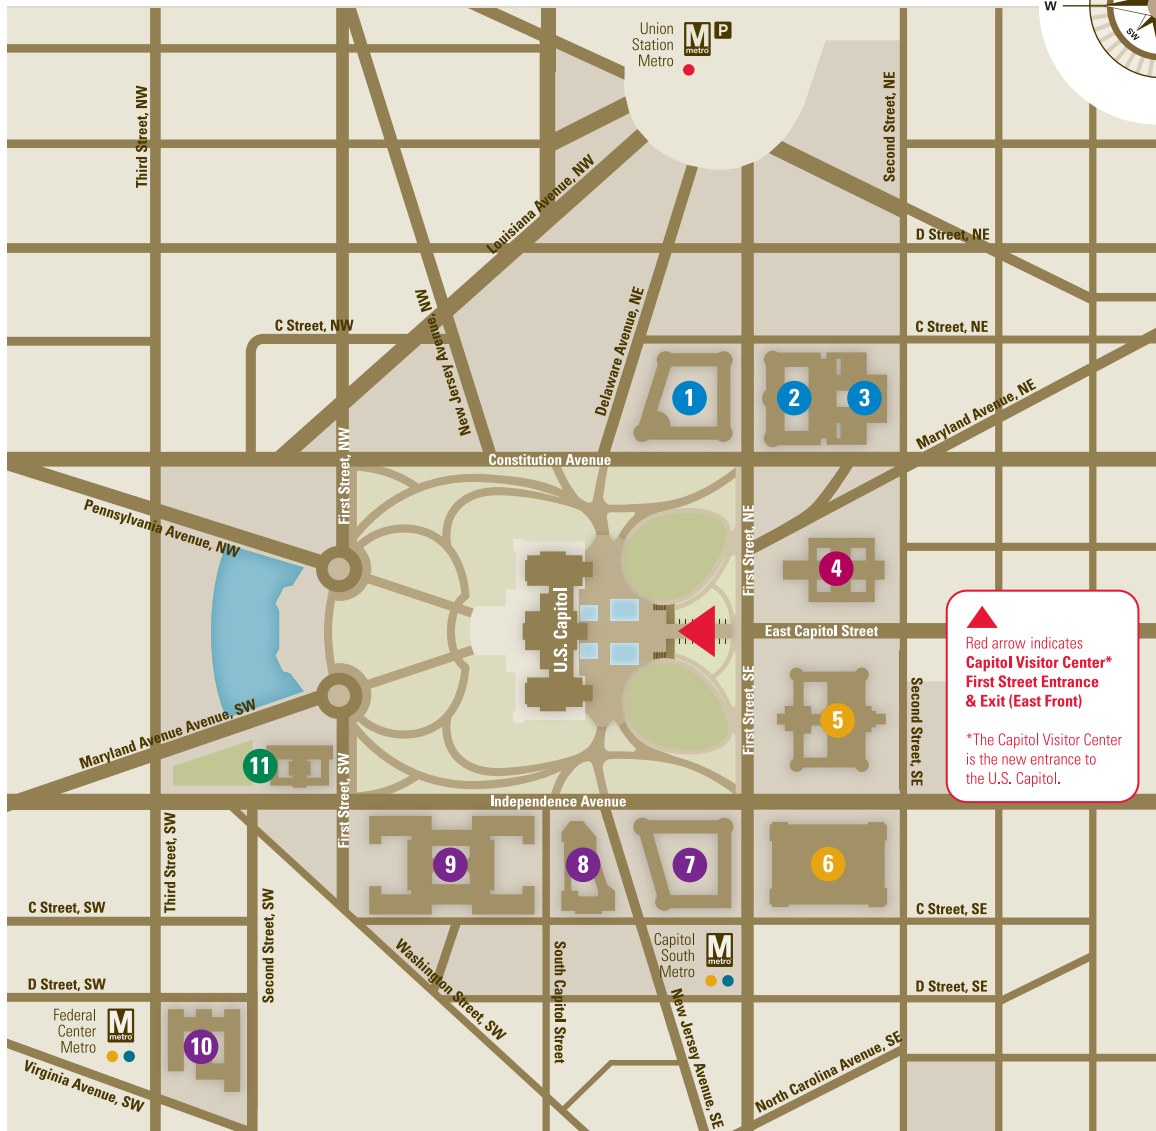 W
SW
Union
Station
Metro
M
metro
P
Third Street, NW
Second Street, NE
Louisiana Avenue, NW
D Street, NE
New Jersey Avenue, NW
C Street, NW
Delaware Avenue, NE
C Street, NE
1
2
3
Maryland Avenue, NE
First Street, NW
Constitution Avenue
Pennsylvania Avenue, NW
First Street, NE
4
U.S. Capitol
East Capitol Street
Red arrow indicates
Capitol Visitor Center*
First Street Entrance
& Exit (East Front)
*The Capitol Visitor Center
is the new entrance to
the U.S. Capitol.
First Street, SE
5
Second Street, SE
Maryland Avenue, SW
11
First Street, SW
Independence Avenue
Third Street, SW
9
8
7
6
C Street, SW
Second Street, SW
C Street, SE
Washington Street, SW
South Capitol Street
Capitol
South
Metro
M
metro
D Street, SW
New Jersey Avenue, SE
D Street, SE
Federal
Center
Metro
M
metro
10
Virginia Avenue, SW
North Carolina Avenue, SE